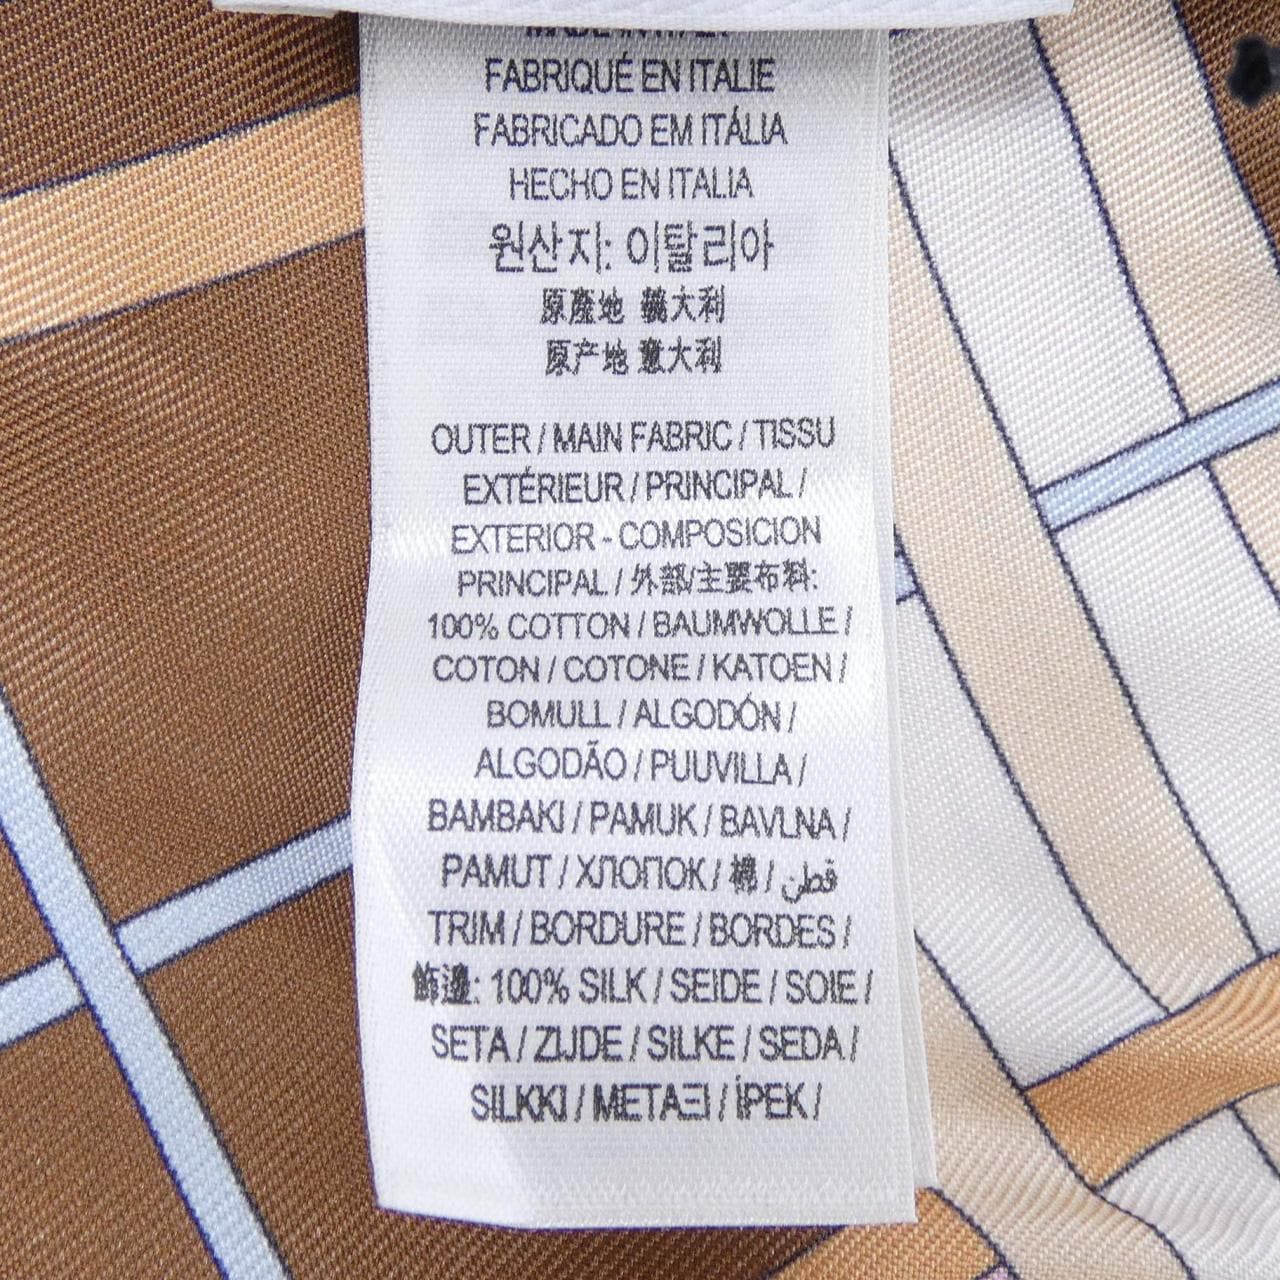 MADE IN ITALY
FABRIQUÉ EN ITALIE
FABRICADO EM ITÁLIA
HECHO EN ITALIA
원산지: 이탈리아
原產地 義大利
原产地 意大利
OUTER / MAIN FABRIC / TISSU
EXTÉRIEUR / PRINCIPAL /
EXTERIOR - COMPOSICION
PRINCIPAL / 外部/主要布料:
100% COTTON / BAUMWOLLE /
COTON / COTONE / KATOEN /
BOMULL / ALGODÓN /
ALGODÃO / PUUVILLA /
BAMBAKI / PAMUK / BAVLNA /
PAMUT / ХЛОПОК / 棉 / قطن
TRIM / BORDURE / BORDES /
飾邊: 100% SILK / SEIDE / SOIE /
SETA / ZIJDE / SILKE / SEDA /
SILKKI / ΜΕΤΑΞΙ / İPEK /